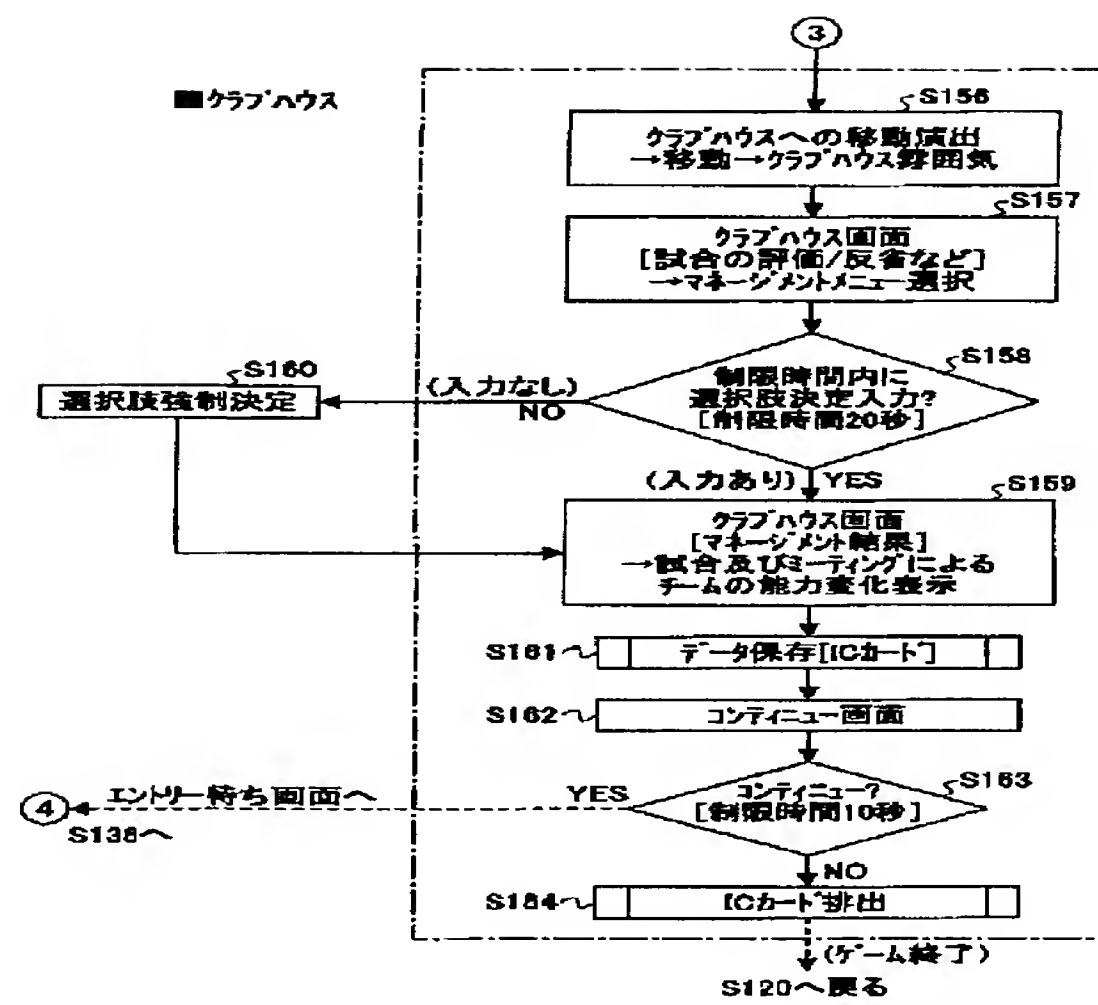 3
■クラブハウス
S156
クラブハウスへの移動演出
→移動→クラブハウス雰囲気
S157
クラブハウス画面
[試合の評価/反省など]
→マネージメントメニュー選択
S158
制限時間内に
選択肢決定入力?
[制限時間20秒]
(入力なし)
NO
S160
選択肢強制決定
(入力あり) YES
S159
クラブハウス画面
[マネージメント結果]
→試合及びミーティングによる
チームの能力変化表示
S161 データ保存[ICカード]
S162 コンティニュー画面
S163
コンティニュー?
[制限時間10秒]
YES
エントリー待ち画面へ
4
S138へ
NO
S164 ICカード排出
(ゲーム終了)
S120へ戻る